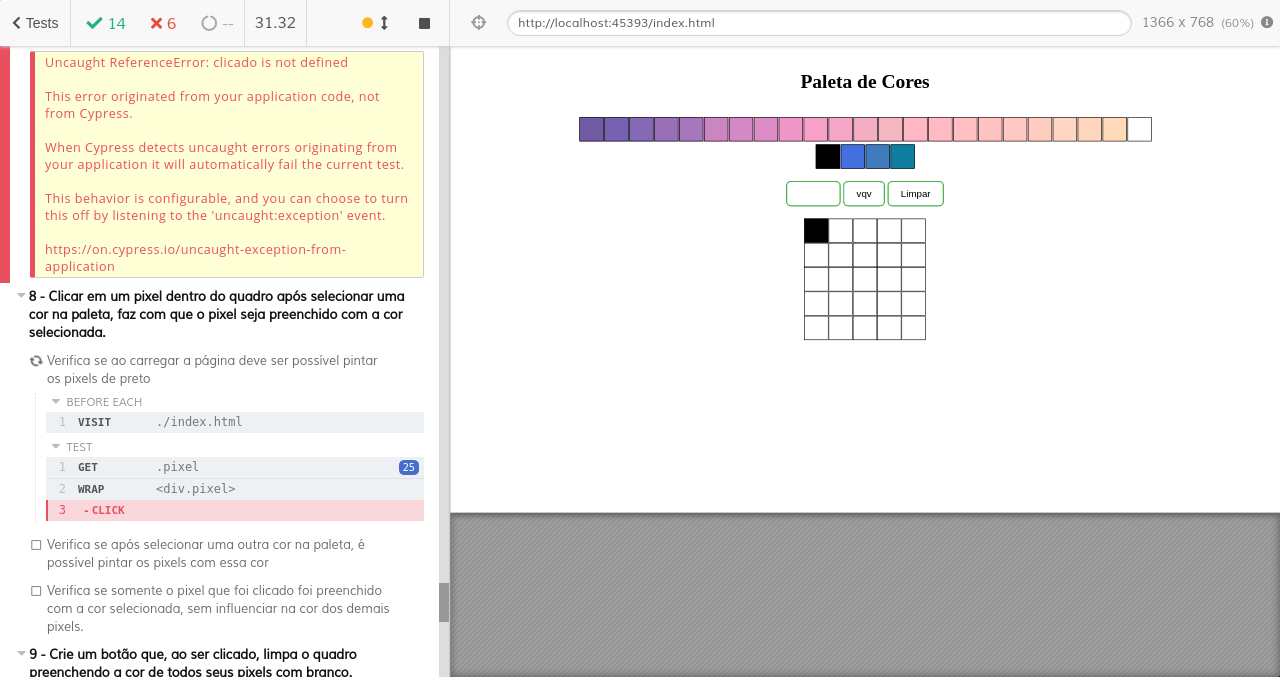 Tests
14
6
--
31.32
http://localhost:45393/index.html
1366 x 768 (60%)
Uncaught ReferenceError: clicado is not defined
This error originated from your application code, not
from Cypress.
When Cypress detects uncaught errors originating from
your application it will automatically fail the current test.
This behavior is configurable, and you can choose to turn
this off by listening to the 'uncaught:exception' event.
https://on.cypress.io/uncaught-exception-from-
application
8 - Clicar em um pixel dentro do quadro após selecionar uma
cor na paleta, faz com que o pixel seja preenchido com a cor
selecionada.
Verifica se ao carregar a página deve ser possível pintar
os pixels de preto
BEFORE EACH
1 VISIT ./index.html
TEST
1 GET .pixel 25
2 WRAP <div.pixel>
3 - CLICK
Verifica se após selecionar uma outra cor na paleta, é
possível pintar os pixels com essa cor
Verifica se somente o pixel que foi clicado foi preenchido
com a cor selecionada, sem influenciar na cor dos demais
pixels.
9 - Crie um botão que, ao ser clicado, limpa o quadro
preenchendo a cor de todos seus pixels com branco.
Paleta de Cores
vqv
Limpar